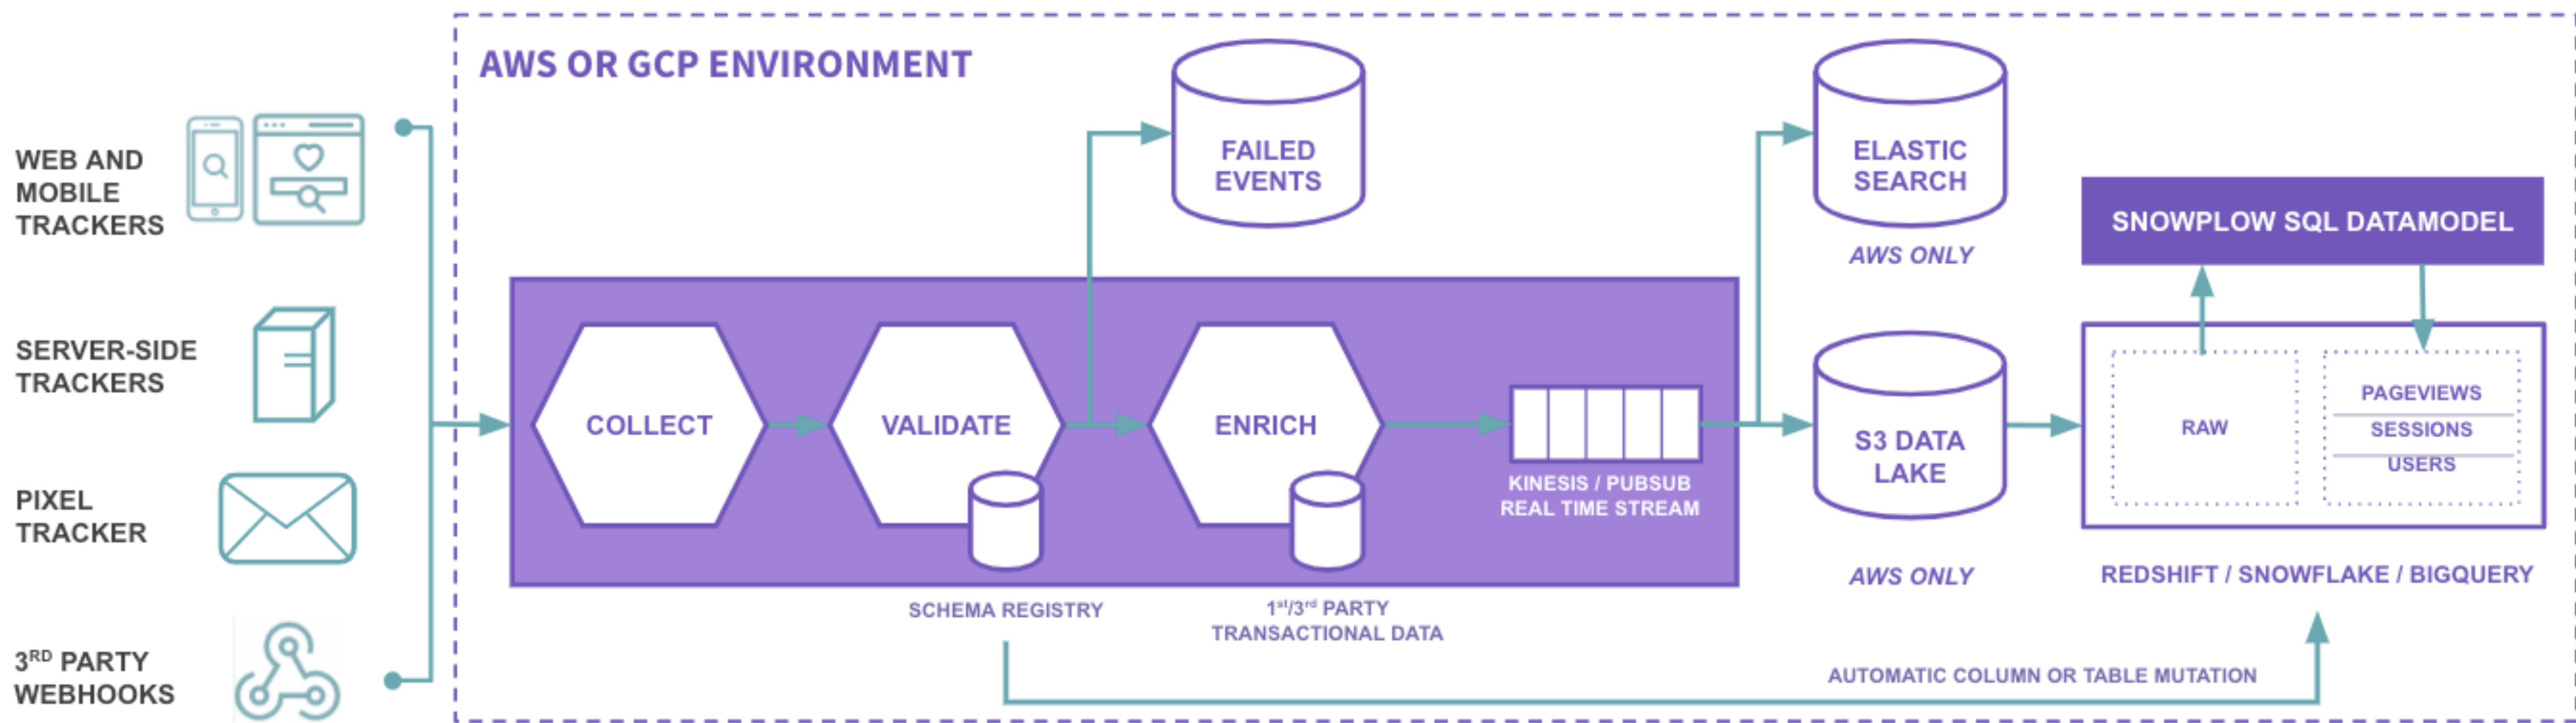 AWS OR GCP ENVIRONMENT
WEB AND
MOBILE
TRACKERS
SERVER-SIDE
TRACKERS
PIXEL
TRACKER
3RD PARTY
WEBHOOKS
COLLECT
VALIDATE
SCHEMA REGISTRY
FAILED
EVENTS
ENRICH
1st/3rd PARTY
TRANSACTIONAL DATA
KINESIS / PUBSUB
REAL TIME STREAM
ELASTIC
SEARCH
AWS ONLY
S3 DATA
LAKE
AWS ONLY
SNOWPLOW SQL DATAMODEL
RAW
PAGEVIEWS
SESSIONS
USERS
REDSHIFT / SNOWFLAKE / BIGQUERY
AUTOMATIC COLUMN OR TABLE MUTATION